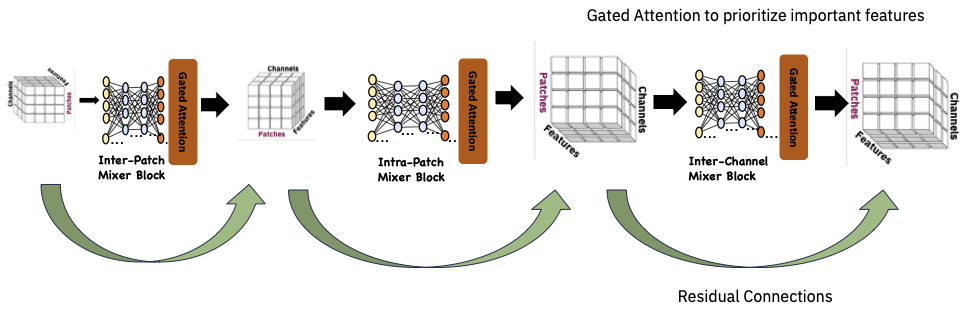 Gated Attention to prioritize important features
Channels
Features
Patches
Gated Attention
Inter-Patch
Mixer Block
Channels
Patches
Features
Gated Attention
Intra-Patch
Mixer Block
Patches
Channels
Features
Gated Attention
Inter-Channel
Mixer Block
Patches
Channels
Features
Residual Connections